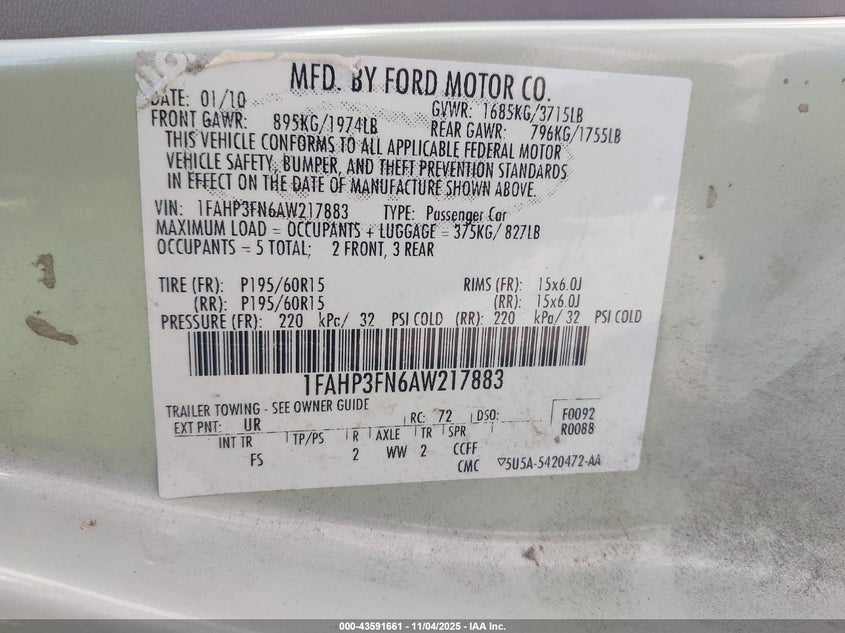 MFD. BY FORD MOTOR CO.
DATE: 01/10 GVWR: 1685KG/3715LB
FRONT GAWR: 895KG/1974LB REAR GAWR: 796KG/1755LB
THIS VEHICLE CONFORMS TO ALL APPLICABLE FEDERAL MOTOR
VEHICLE SAFETY, BUMPER, AND THEFT PREVENTION STANDARDS
IN EFFECT ON THE DATE OF MANUFACTURE SHOWN ABOVE.
VIN: 1FAHP3FN6AW217883 TYPE: Passenger Car
MAXIMUM LOAD = OCCUPANTS + LUGGAGE = 375KG/ 827LB
OCCUPANTS = 5 TOTAL; 2 FRONT, 3 REAR
TIRE (FR): P195/60R15 RIMS (FR): 15x6.0J
(RR): P195/60R15 (RR): 15x6.0J
PRESSURE (FR): 220 kPa/ 32 PSI COLD (RR): 220 kPa/ 32 PSI COLD
1FAHP3FN6AW217883
TRAILER TOWING - SEE OWNER GUIDE
EXT PNT: UR RC: 72 DSO: F0092
R0088
INT TR TP/PS R AXLE TR SPR
FS 2 WW 2 CCFF
CMC 5U5A-5420472-AA
000-43591661 - 11/04/2025 - IAA Inc.